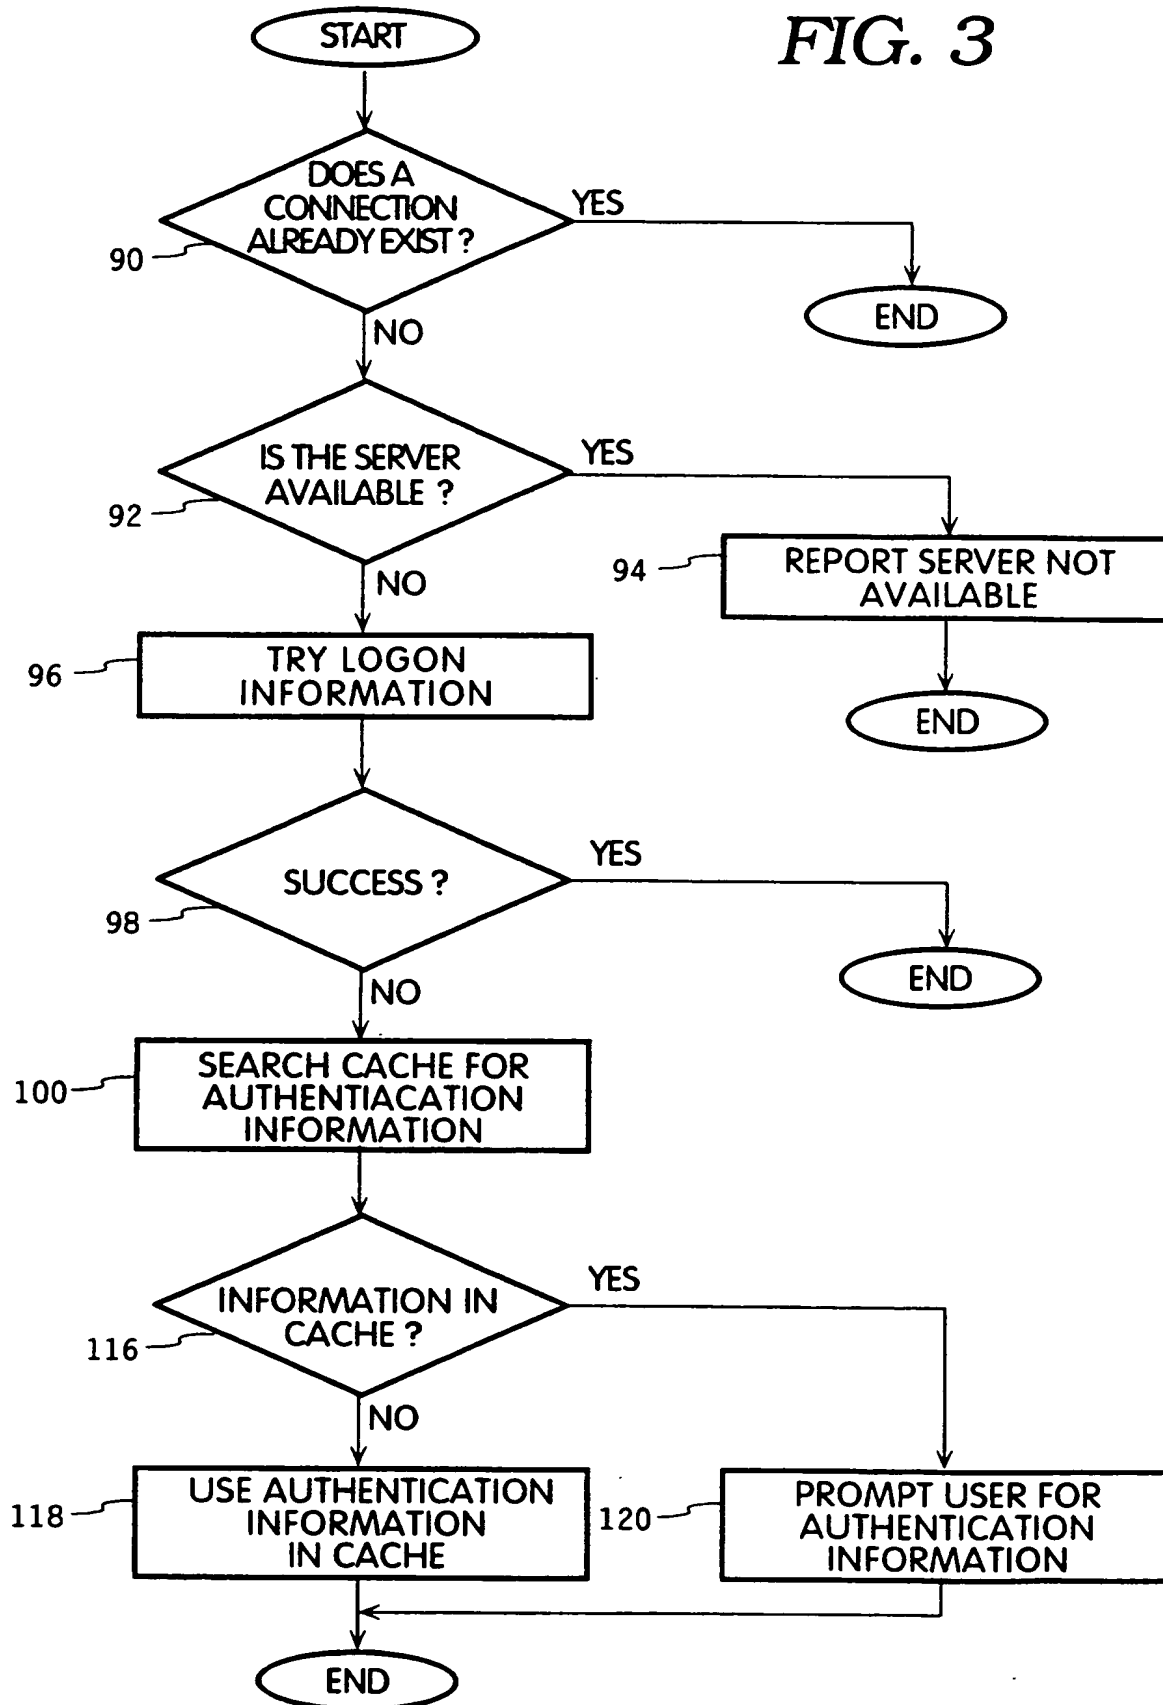 FIG. 3
START
DOES A
CONNECTION
ALREADY EXIST ?
YES
90
END
NO
IS THE SERVER
AVAILABLE ?
YES
92
94
REPORT SERVER NOT
AVAILABLE
NO
END
96
TRY LOGON
INFORMATION
SUCCESS ?
YES
98
END
NO
100
SEARCH CACHE FOR
AUTHENTIACATION
INFORMATION
INFORMATION IN
CACHE ?
YES
116
NO
118
USE AUTHENTICATION
INFORMATION
IN CACHE
120
PROMPT USER FOR
AUTHENTICATION
INFORMATION
END